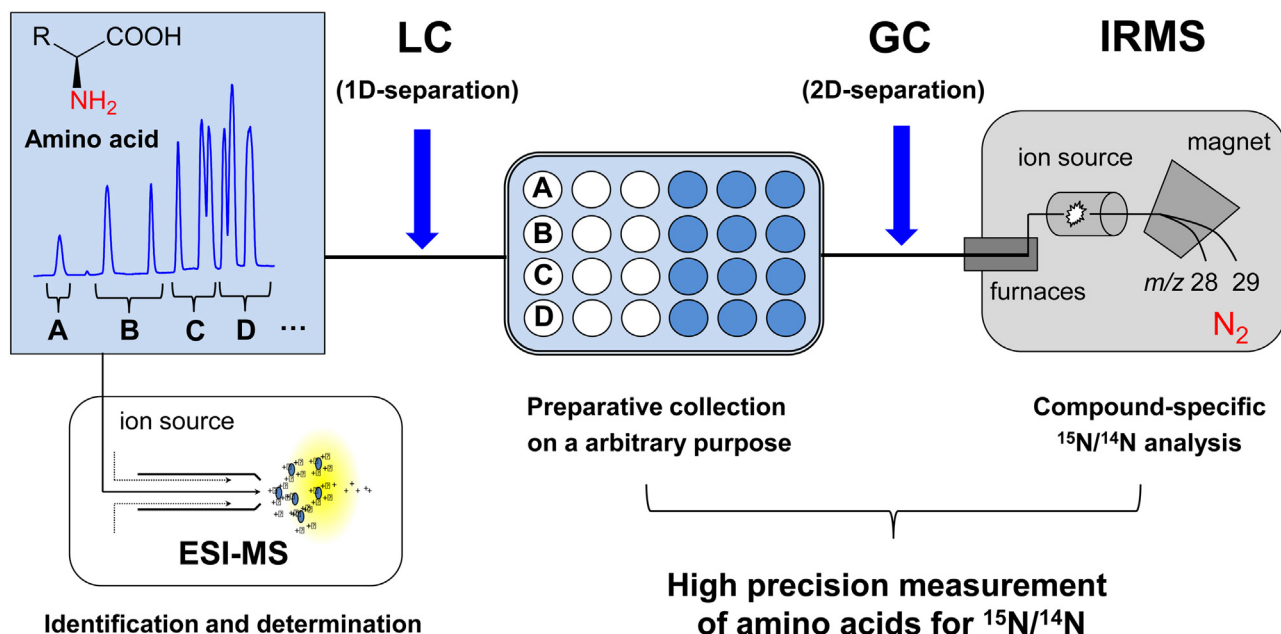 R
COOH
NH₂
Amino acid
A
B
C
D
...
LC
(1D-separation)
GC
(2D-separation)
IRMS
A
B
C
D
ion source
magnet
furnaces
m/z 28 29
N₂
Preparative collection
on a arbitrary purpose
Compound-specific
¹⁵N/¹⁴N analysis
ion source
ESI-MS
Identification and determination
High precision measurement
of amino acids for ¹⁵N/¹⁴N